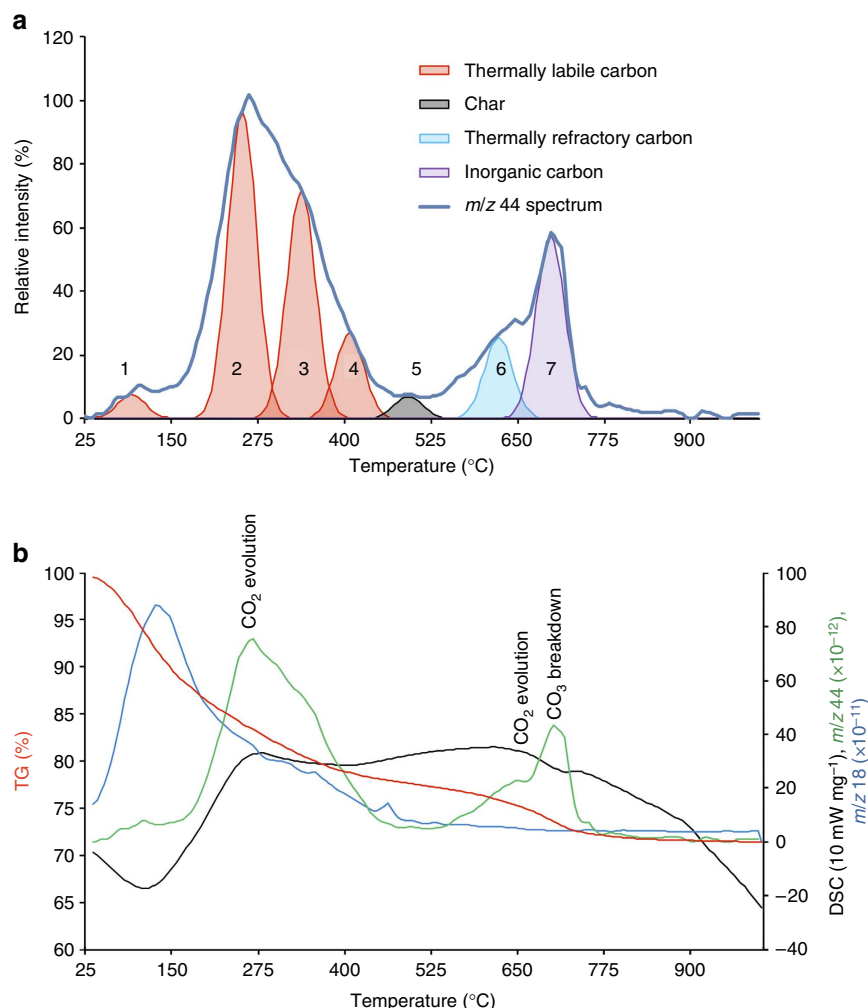 a
120
100
80
60
40
20
0
Relative intensity (%)
Thermally labile carbon
Char
Thermally refractory carbon
Inorganic carbon
m/z 44 spectrum
1
2
3
4
5
6
7
25 150 275 400 525 650 775 900
Temperature (°C)
b
CO₂ evolution
CO₂ evolution
CO₃ breakdown
100
95
90
85
80
75
70
65
60
TG (%)
100
80
60
40
20
0
−20
−40
DSC (10 mW mg⁻¹), m/z 44 (×10⁻¹²),
m/z 18 (×10⁻¹¹)
25 150 275 400 525 650 775 900
Temperature (°C)